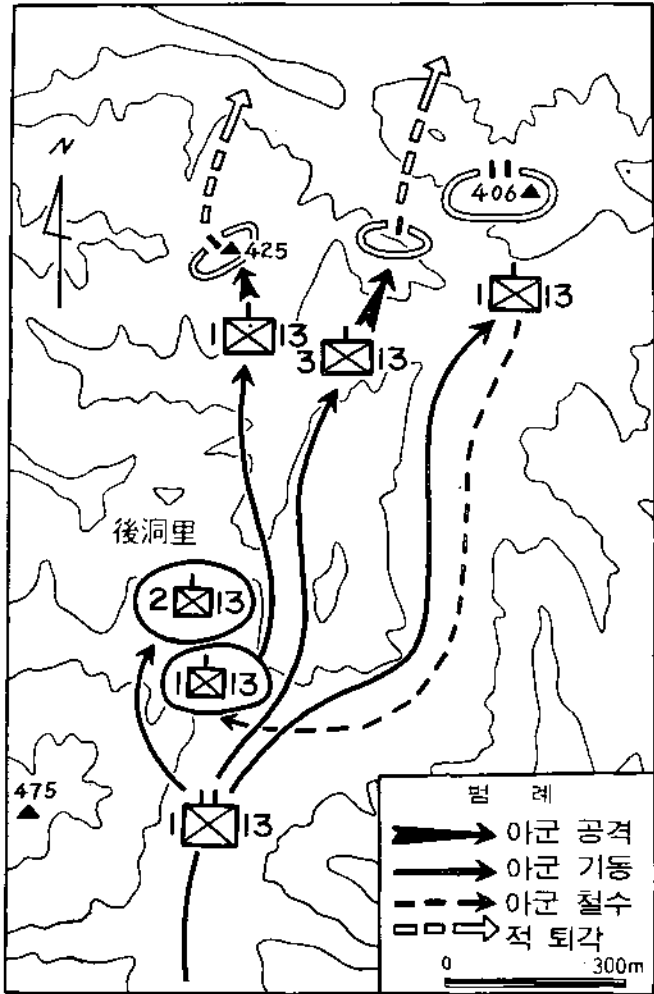 N
406
425
1 13
1 13
3 13
後洞里
2 13
1 13
475
1 13
범 례
아군 공격
아군 기동
아군 철수
적 퇴각
0 300m